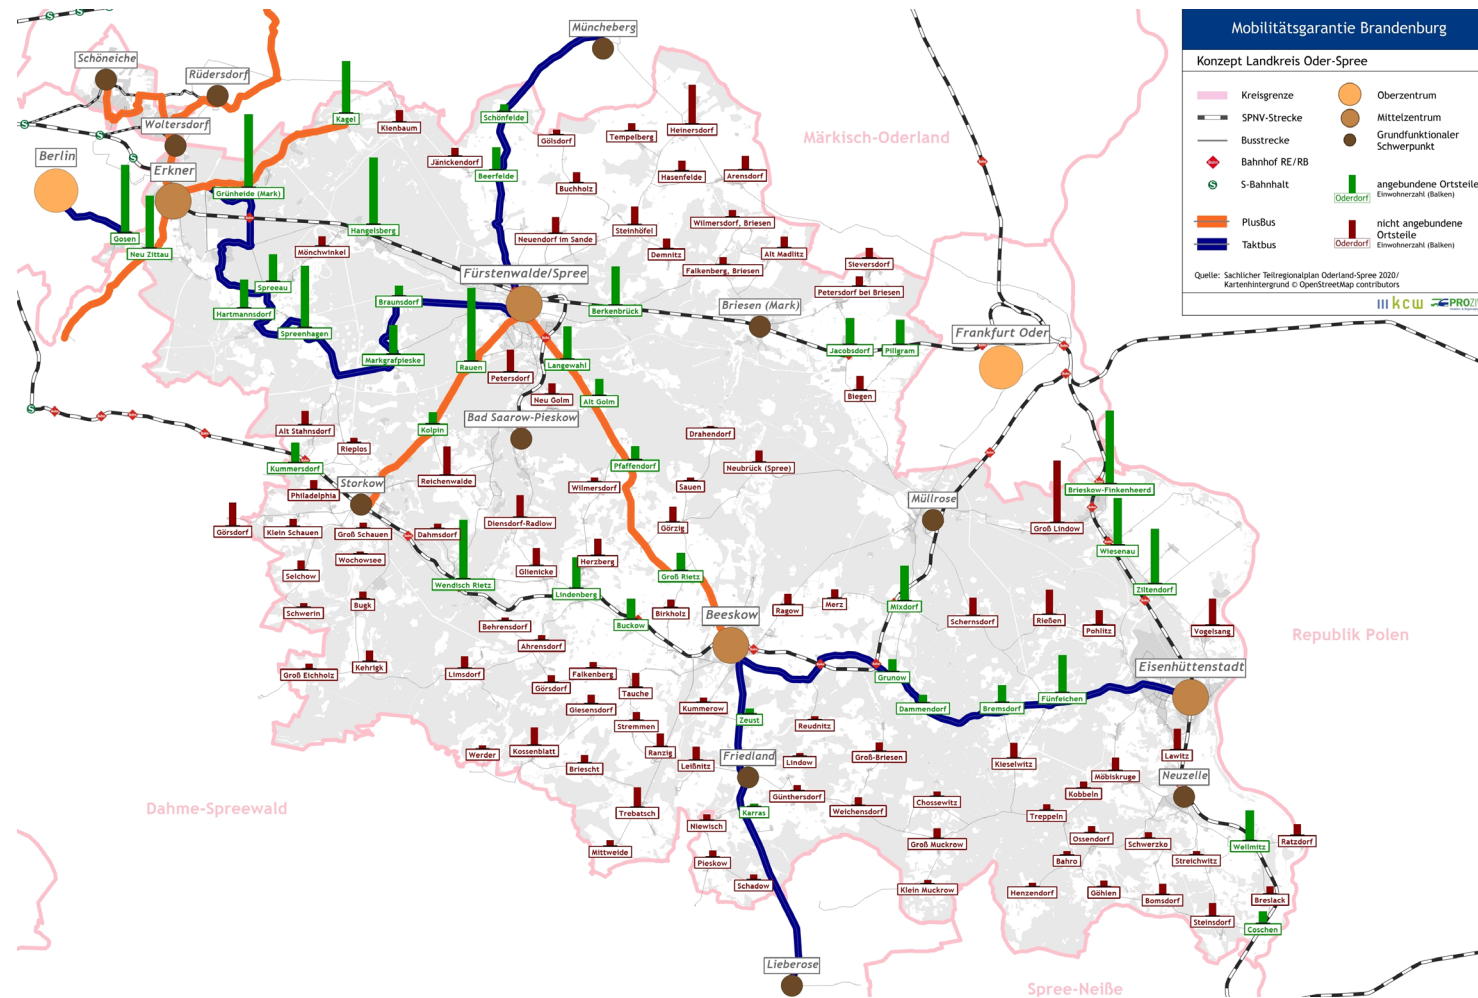 Mobilitätsgarantie Brandenburg
Konzept Landkreis Oder-Spree
Kreisgrenze
SPNV-Strecke
Busstrecke
Bahnhof RE/RB
S-Bahnhalt
PlusBus
Taktbus
Oberzentrum
Mittelzentrum
Grundfunktionaler
Schwerpunkt
Oderdorf
angebundene Ortsteile
Einwohnerzahl (Balken)
Oderdorf
nicht angebundene
Ortsteile
Einwohnerzahl (Balken)
Quelle: Sachlicher Teilregionalplan Oderland-Spree 2020/
Kartenhintergrund © OpenStreetMap contributors
kcw
Müncheberg
Schöneiche
Rüdersdorf
Woltersdorf
Berlin
Erkner
Kagel
Kienbaum
Schönfelde
Gölsdorf
Tempelberg
Heinersdorf
Märkisch-Oderland
Jänickendorf
Beerfelde
Buchholz
Hasenfelde
Arensdorf
Grünheide (Mark)
Gosen
Neu Zittau
Hangelsberg
Mönchwinkel
Neuendorf im Sande
Steinhöfel
Wilmersdorf, Briesen
Demnitz
Alt Madlitz
Falkenberg, Briesen
Sieversdorf
Petersdorf bei Briesen
Fürstenwalde/Spree
Spreeau
Hartmannsdorf
Braunsdorf
Spreenhagen
Berkenbrück
Briesen (Mark)
Frankfurt Oder
Markgrafpieske
Rauen
Langewahl
Jacobsdorf
Pillgram
Petersdorf
Neu Golm
Alt Golm
Biegen
Bad Saarow-Pieskow
Alt Stahnsdorf
Kolpin
Drahendorf
Rieplos
Kummersdorf
Pfaffendorf
Neubrück (Spree)
Reichenwalde
Storkow
Philadelphia
Wilmersdorf
Sauen
Brieskow-Finkenheerd
Müllrose
Görsdorf
Klein Schauen
Groß Schauen
Dahmsdorf
Diensdorf-Radlow
Görzig
Groß Lindow
Wiesenau
Wochowsee
Selchow
Glienicke
Herzberg
Groß Rietz
Wendisch Rietz
Lindenberg
Ziltendorf
Schwerin
Bugk
Birkholz
Ragow
Merz
Mixdorf
Schernsdorf
Rießen
Pohlitz
Vogelsang
Behrensdorf
Buckow
Beeskow
Republik Polen
Ahrensdorf
Groß Eichholz
Kehrigk
Limsdorf
Falkenberg
Görsdorf
Tauche
Grunow
Eisenhüttenstadt
Giesensdorf
Kummerow
Zeust
Dammendorf
Bremsdorf
Fünfeichen
Stremmen
Reudnitz
Werder
Kossenblatt
Ranzig
Leißnitz
Friedland
Lindow
Groß-Briesen
Kieselwitz
Lawitz
Briescht
Möbiskruge
Neuzelle
Kobbeln
Dahme-Spreewald
Trebatsch
Günthersdorf
Karras
Weichensdorf
Chossewitz
Treppeln
Niewisch
Groß Muckrow
Ossendorf
Schwerzko
Wellmitz
Ratzdorf
Mittweide
Pieskow
Bahro
Streichwitz
Schadow
Klein Muckrow
Henzendorf
Göhlen
Bomsdorf
Breslack
Steinsdorf
Coschen
Lieberose
Spree-Neiße